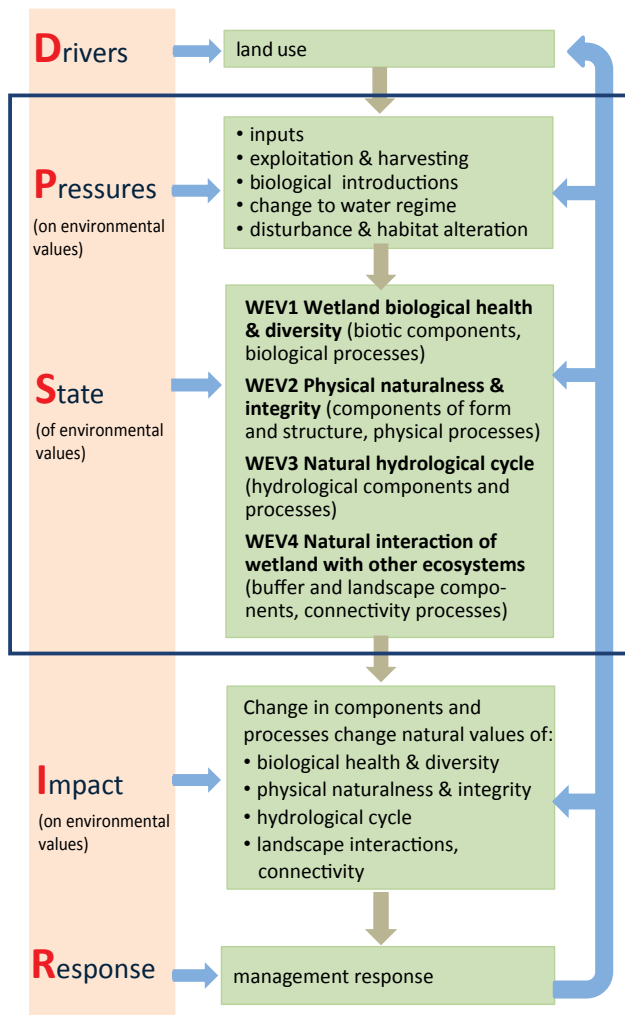 Drivers
land use
Pressures
(on environmental
values)
• inputs
• exploitation & harvesting
• biological introductions
• change to water regime
• disturbance & habitat alteration
State
(of environmental
values)
WEV1 Wetland biological health
& diversity (biotic components,
biological processes)
WEV2 Physical naturalness &
integrity (components of form
and structure, physical processes)
WEV3 Natural hydrological cycle
(hydrological components and
processes)
WEV4 Natural interaction of
wetland with other ecosystems
(buffer and landscape compo-
nents, connectivity processes)
Impact
(on environmental
values)
Change in components and
processes change natural values of:
• biological health & diversity
• physical naturalness & integrity
• hydrological cycle
• landscape interactions,
connectivity
Response
management response